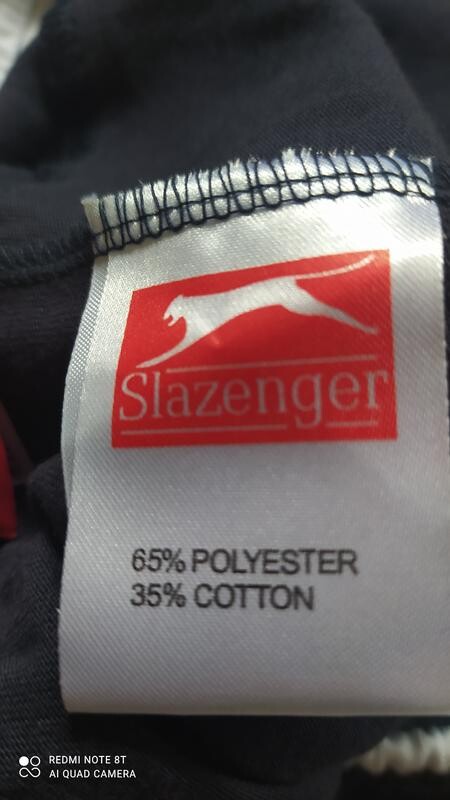 Slazenger
65% POLYESTER
35% COTTON
REDMI NOTE 8T
AI QUAD CAMERA